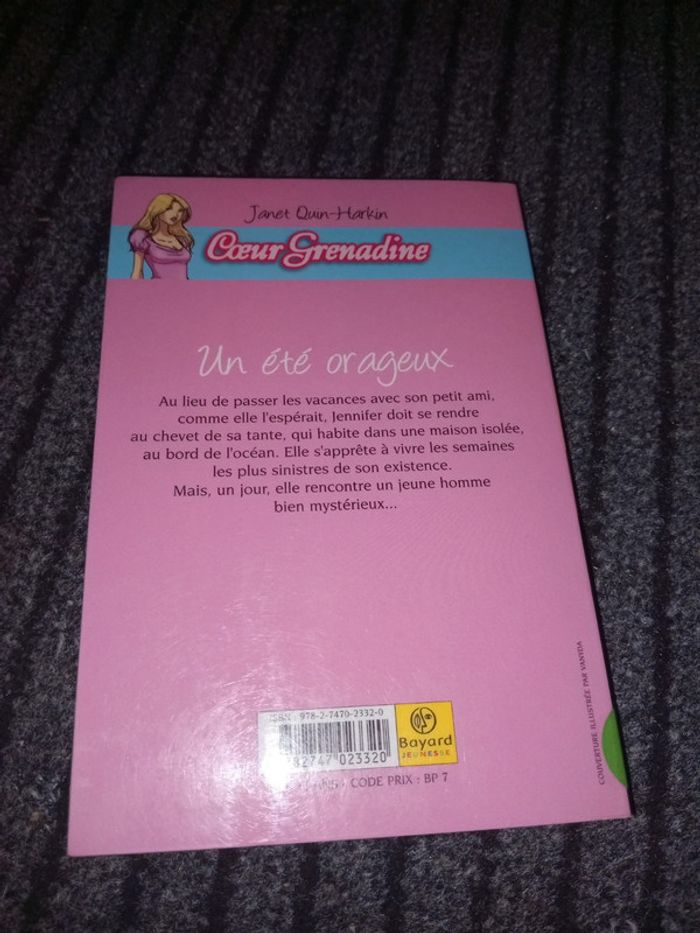 Janet Quin-Harkin
Cœur Grenadine
Un été orageux
Au lieu de passer les vacances avec son petit ami,
comme elle l'espérait, Jennifer doit se rendre
au chevet de sa tante, qui habite dans une maison isolée,
au bord de l'océan. Elle s'apprête à vivre les semaines
les plus sinistres de son existence.
Mais, un jour, elle rencontre un jeune homme
bien mystérieux...
ISBN : 978-2-7470-2332-0
82747 023320
Bayard
JEUNESSE
CODE PRIX : BP 7
COUVERTURE ILLUSTRÉE PAR VANYDA